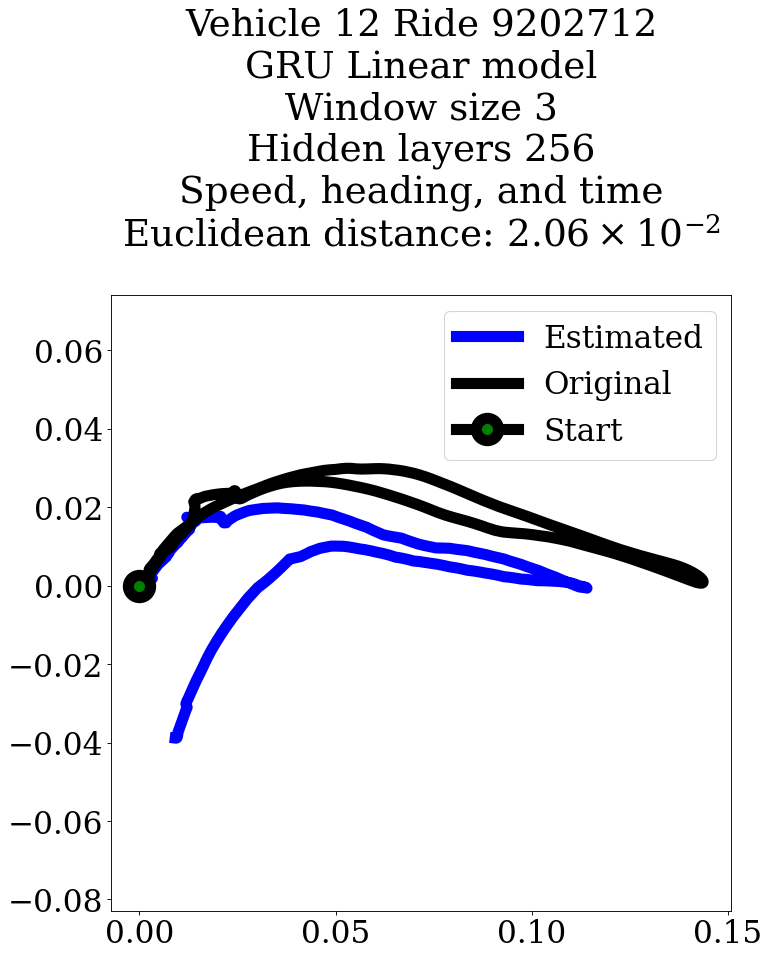 Vehicle 12 Ride 9202712
GRU Linear model
Window size 3
Hidden layers 256
Speed, heading, and time
Euclidean distance: 2.06 × 10⁻²
Estimated
Original
Start
0.06
0.04
0.02
0.00
−0.02
−0.04
−0.06
−0.08
0.00 0.05 0.10 0.15